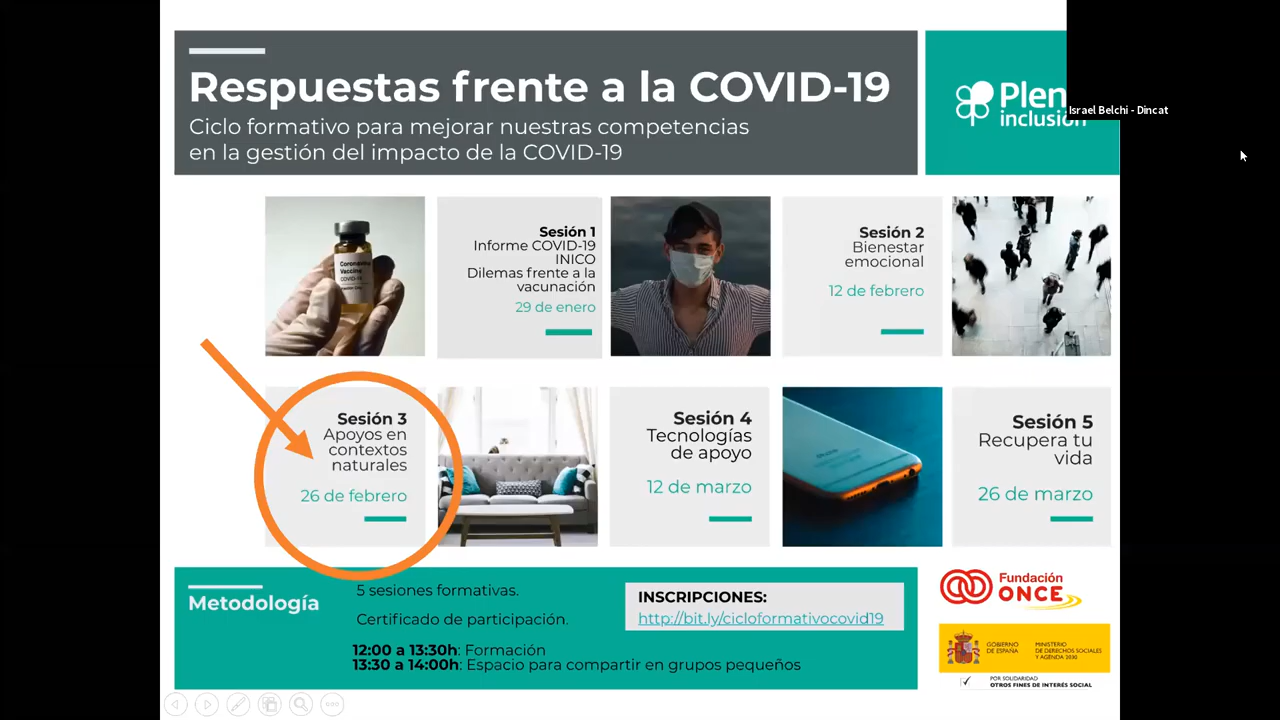 Respuestas frente a la COVID-19
Ciclo formativo para mejorar nuestras competencias
en la gestión del impacto de la COVID-19
Plen
inclusión
Israel Belchi - Dincat
Coronavirus
Vaccine
COVID-19
Sesión 1
Informe COVID-19
INICO
Dilemas frente a la
vacunación
29 de enero
Sesión 2
Bienestar
emocional
12 de febrero
Sesión 3
Apoyos en
contextos
naturales
26 de febrero
Sesión 4
Tecnologías
de apoyo
12 de marzo
Sesión 5
Recupera tu
vida
26 de marzo
Metodología
5 sesiones formativas.
Certificado de participación.
12:00 a 13:30h: Formación
13:30 a 14:00h: Espacio para compartir en grupos pequeños
INSCRIPCIONES:
http://bit.ly/cicloformativocovid19
Fundación
ONCE
GOBIERNO
DE ESPAÑA
MINISTERIO
DE DERECHOS SOCIALES
Y AGENDA 2030
POR SOLIDARIDAD
OTROS FINES DE INTERÉS SOCIAL